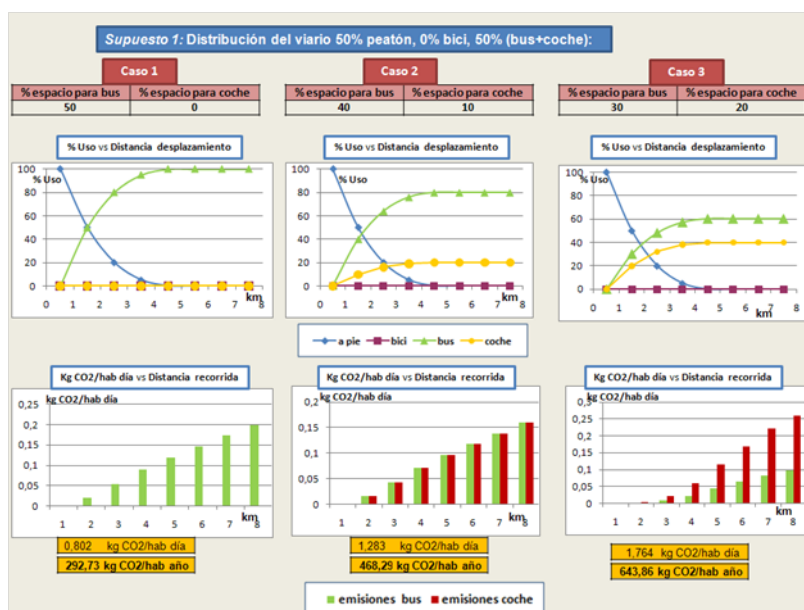 Supuesto 1: Distribución del viario 50% peatón, 0% bici, 50% (bus+coche):
Caso 1
% espacio para bus % espacio para coche
50 0
Caso 2
% espacio para bus % espacio para coche
40 10
Caso 3
% espacio para bus % espacio para coche
30 20
% Uso vs Distancia desplazamiento
% Uso
100
80
60
40
20
0
0 1 2 3 4 5 6 7 8
km
% Uso vs Distancia desplazamiento
% Uso
100
80
60
40
20
0
0 1 2 3 4 5 6 7 8
km
% Uso vs Distancia desplazamiento
% Uso
100
80
60
40
20
0
0 1 2 3 4 5 6 7 8
km
a pie bici bus coche
Kg CO2/hab día vs Distancia recorrida
kg CO2/hab día
0,25
0,2
0,15
0,1
0,05
0
1 2 3 4 5 6 7 8
km
0,802 kg CO2/hab día
292,73 kg CO2/hab año
Kg CO2/hab día vs Distancia recorrida
kg CO2/hab día
0,2
0,15
0,1
0,05
0
1 2 3 4 5 6 7 8
km
1,283 kg CO2/hab día
468,29 kg CO2/hab año
Kg CO2/hab día vs Distancia recorrida
kg CO2/hab día
0,3
0,25
0,2
0,15
0,1
0,05
0
1 2 3 4 5 6 7 8
km
1,764 kg CO2/hab día
643,86 kg CO2/hab año
emisiones bus emisiones coche